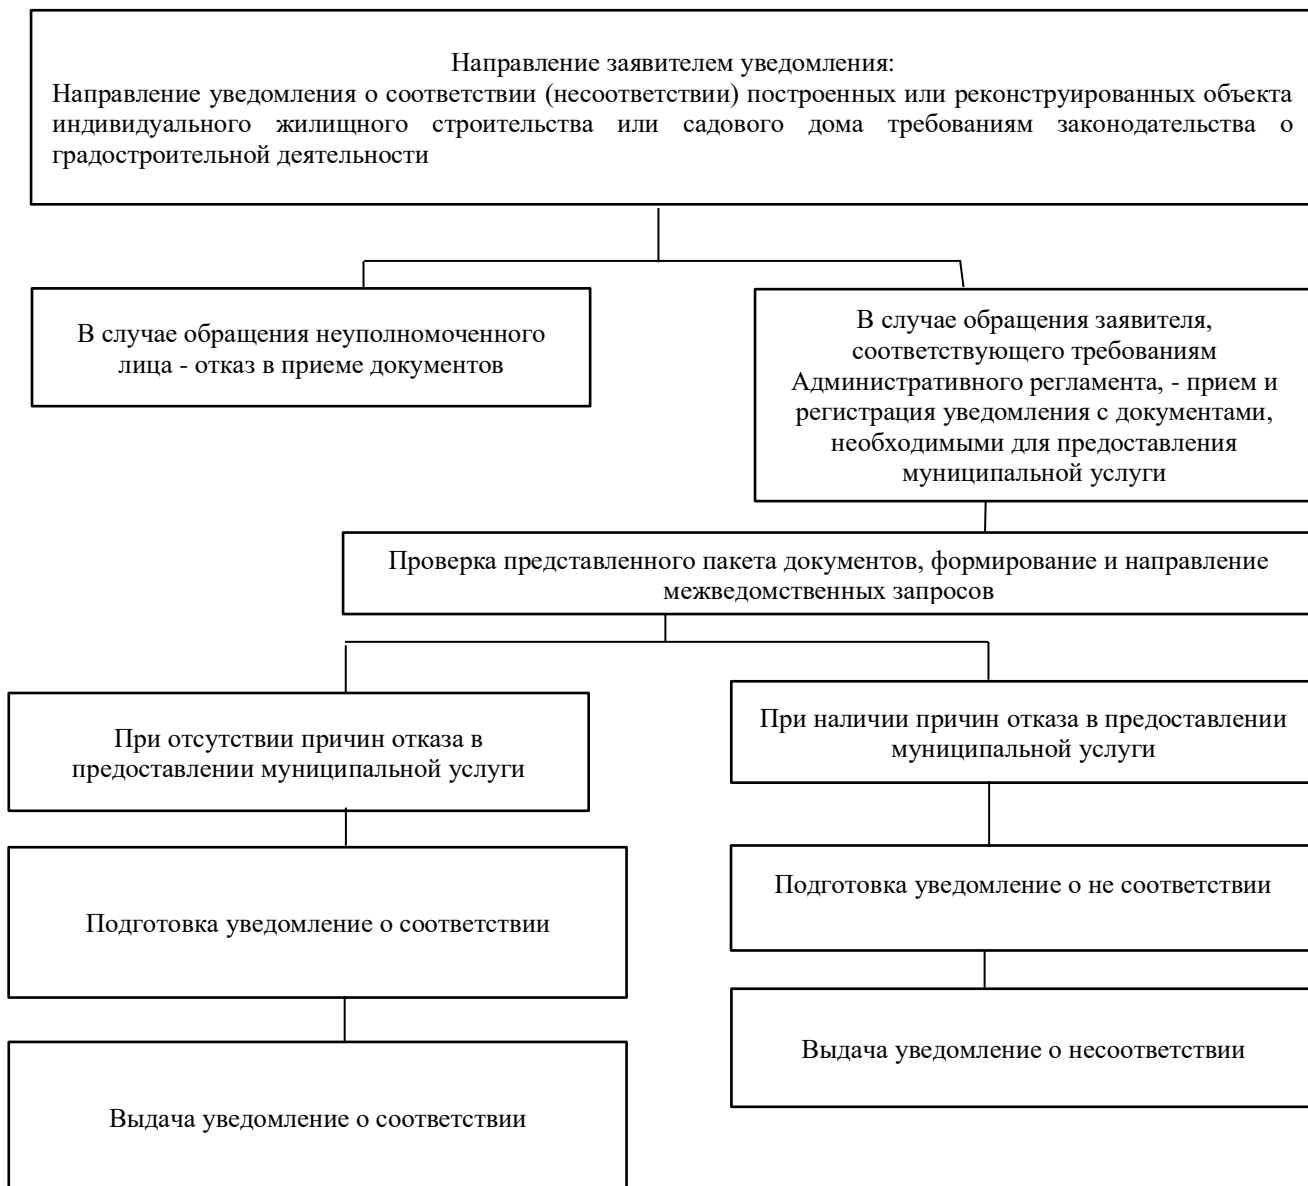 Направление заявителем уведомления:
Направление уведомления о соответствии (несоответствии) построенных или реконструированных объекта
индивидуального жилищного строительства или садового дома требованиям законодательства о
градостроительной деятельности
В случае обращения неуполномоченного
лица - отказ в приеме документов
В случае обращения заявителя,
соответствующего требованиям
Административного регламента, - прием и
регистрация уведомления с документами,
необходимыми для предоставления
муниципальной услуги
Проверка представленного пакета документов, формирование и направление
межведомственных запросов
При отсутствии причин отказа в
предоставлении муниципальной услуги
При наличии причин отказа в предоставлении
муниципальной услуги
Подготовка уведомление о соответствии
Подготовка уведомление о не соответствии
Выдача уведомление о соответствии
Выдача уведомление о несоответствии